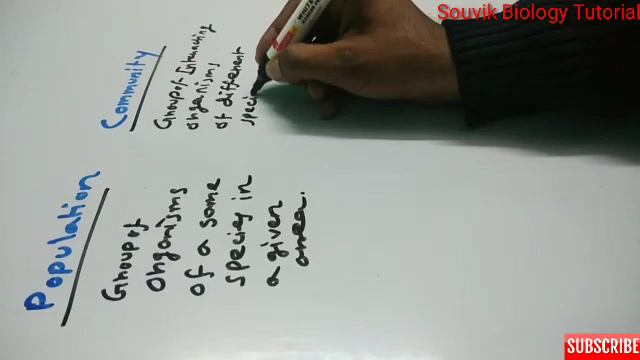 Souvik Biology Tutorial
Population
Group of
organisms
of a same
species in
a given
area.
Community
Group of Interacting
organisms
of different
speci
SUBSCRIBE